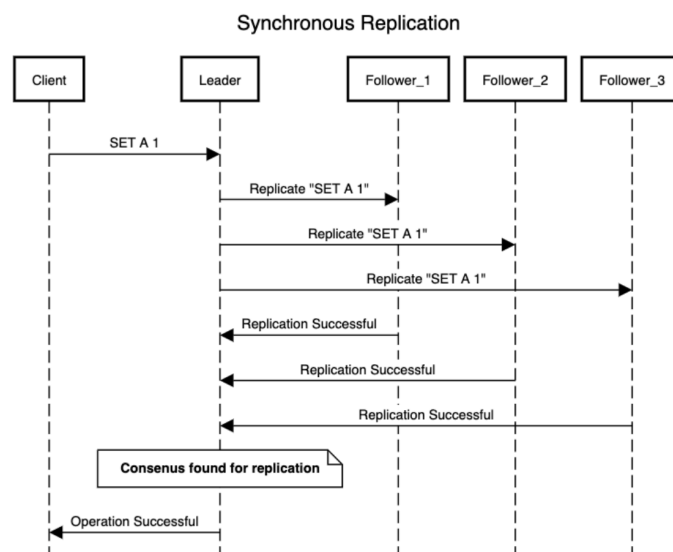 Synchronous Replication
Client
Leader
Follower_1
Follower_2
Follower_3
SET A 1
Replicate "SET A 1"
Replicate "SET A 1"
Replicate "SET A 1"
Replication Successful
Replication Successful
Replication Successful
Consenus found for replication
Operation Successful